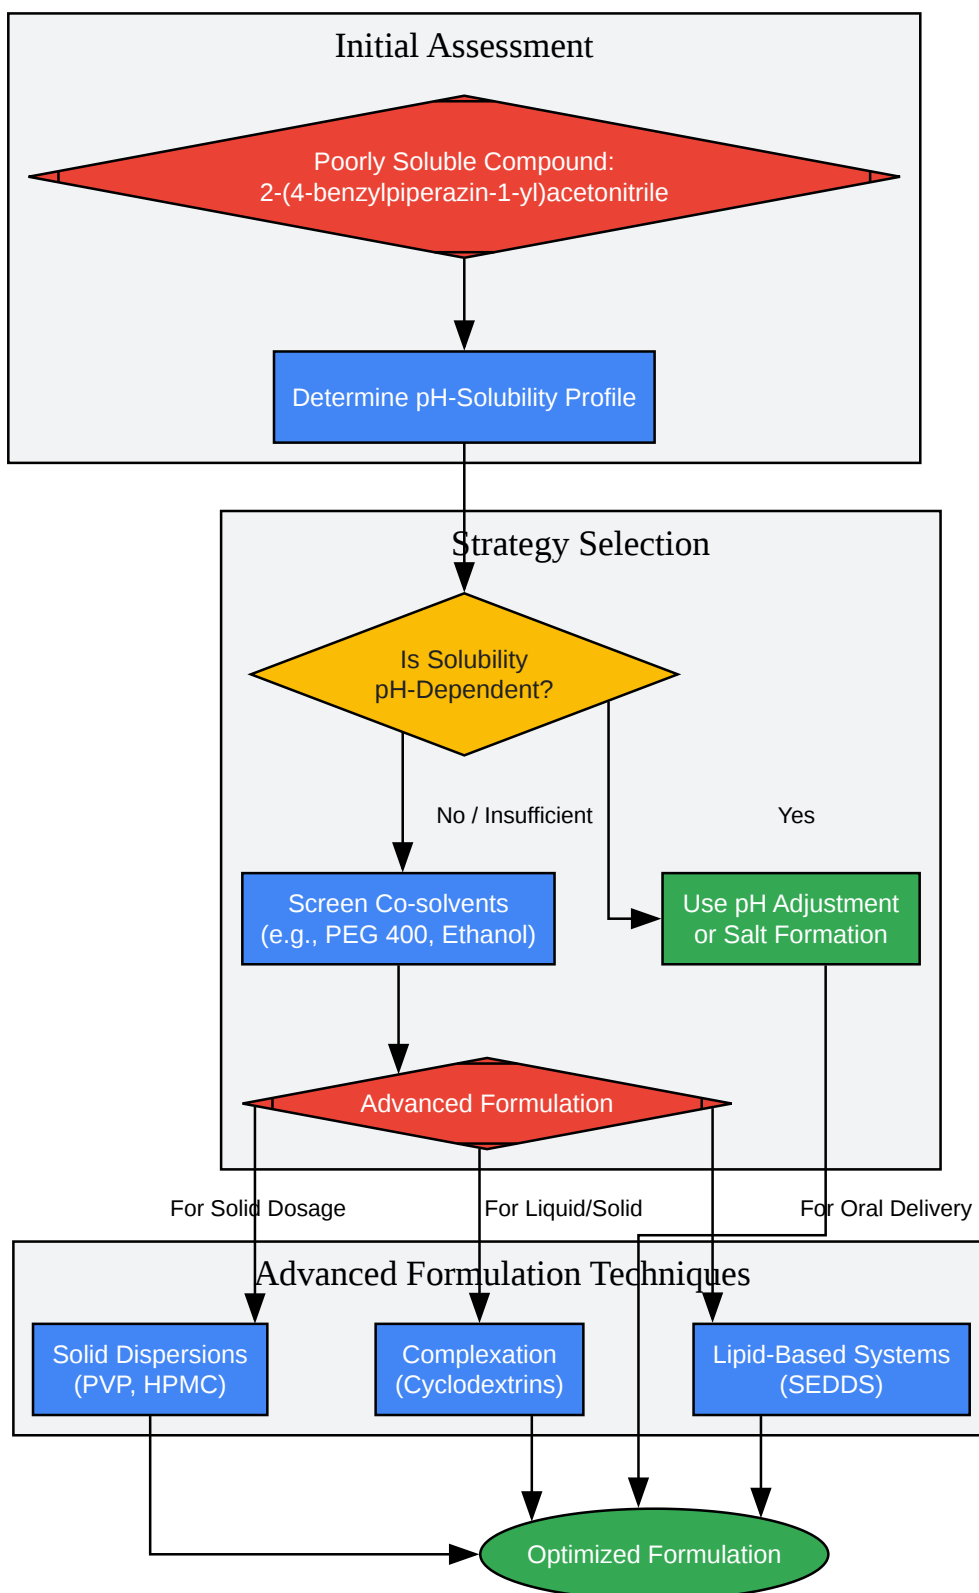 Initial Assessment
Poorly Soluble Compound:
2-(4-benzylpiperazin-1-yl)acetonitrile
Determine pH-Solubility Profile
Strategy Selection
Is Solubility
pH-Dependent?
No / Insufficient
Yes
Screen Co-solvents
(e.g., PEG 400, Ethanol)
Use pH Adjustment
or Salt Formation
Advanced Formulation
For Solid Dosage
For Liquid/Solid
For Oral Delivery
Advanced Formulation Techniques
Solid Dispersions
(PVP, HPMC)
Complexation
(Cyclodextrins)
Lipid-Based Systems
(SEDDS)
Optimized Formulation